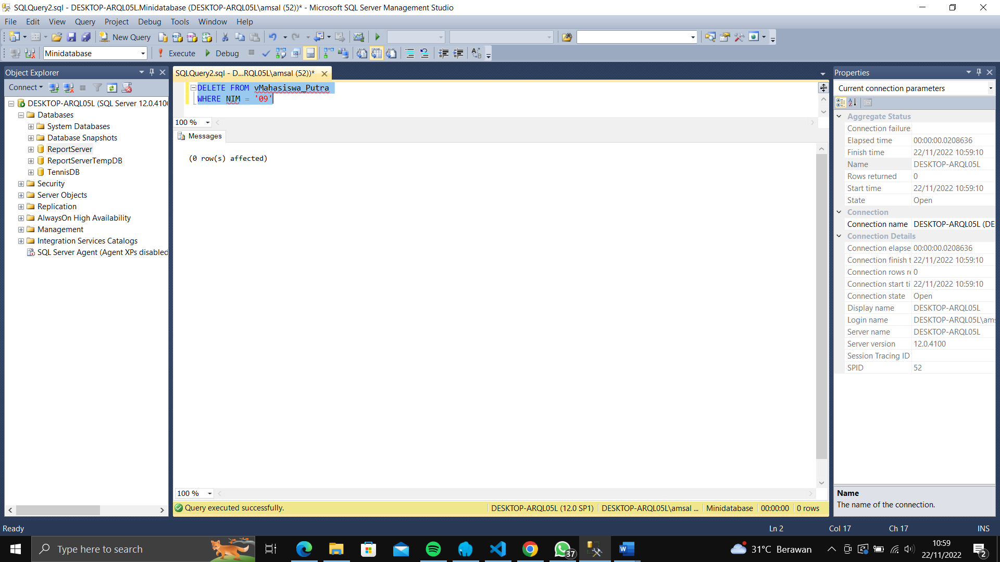 SQLQuery2.sql - DESKTOP-ARQL05L.Minidatabase (DESKTOP-ARQL05L\amsal (52))* - Microsoft SQL Server Management Studio
File Edit View Query Project Debug Tools Window Help
New Query
Minidatabase Execute Debug
Object Explorer
Connect
DESKTOP-ARQL05L (SQL Server 12.0.410
Databases
System Databases
Database Snapshots
ReportServer
ReportServerTempDB
TennisDB
Security
Server Objects
Replication
AlwaysOn High Availability
Management
Integration Services Catalogs
SQL Server Agent (Agent XPs disabled
SQLQuery2.sql - D...RQL05L\amsal (52))*
DELETE FROM vMahasiswa_Putra
WHERE NIM = '09'
100 %
Messages
(0 row(s) affected)
100 %
Query executed successfully. DESKTOP-ARQL05L (12.0 SP1) DESKTOP-ARQL05L\amsal ... Minidatabase 00:00:00 0 rows
Properties
Current connection parameters
Aggregate Status
Connection failure
Elapsed time 00:00:00.0208636
Finish time 22/11/2022 10:59:10
Name DESKTOP-ARQL05L
Rows returned 0
Start time 22/11/2022 10:59:10
State Open
Connection
Connection name DESKTOP-ARQL05L (DE
Connection Details
Connection elapse 00:00:00.0208636
Connection finish t 22/11/2022 10:59:10
Connection rows re 0
Connection start ti 22/11/2022 10:59:10
Connection state Open
Display name DESKTOP-ARQL05L
Login name DESKTOP-ARQL05L\ams
Server name DESKTOP-ARQL05L
Server version 12.0.4100
Session Tracing ID
SPID 52
Name
The name of the connection.
Ready Ln 2 Col 17 Ch 17 INS
Type here to search 37 31°C Berawan 10:59
22/11/2022 2